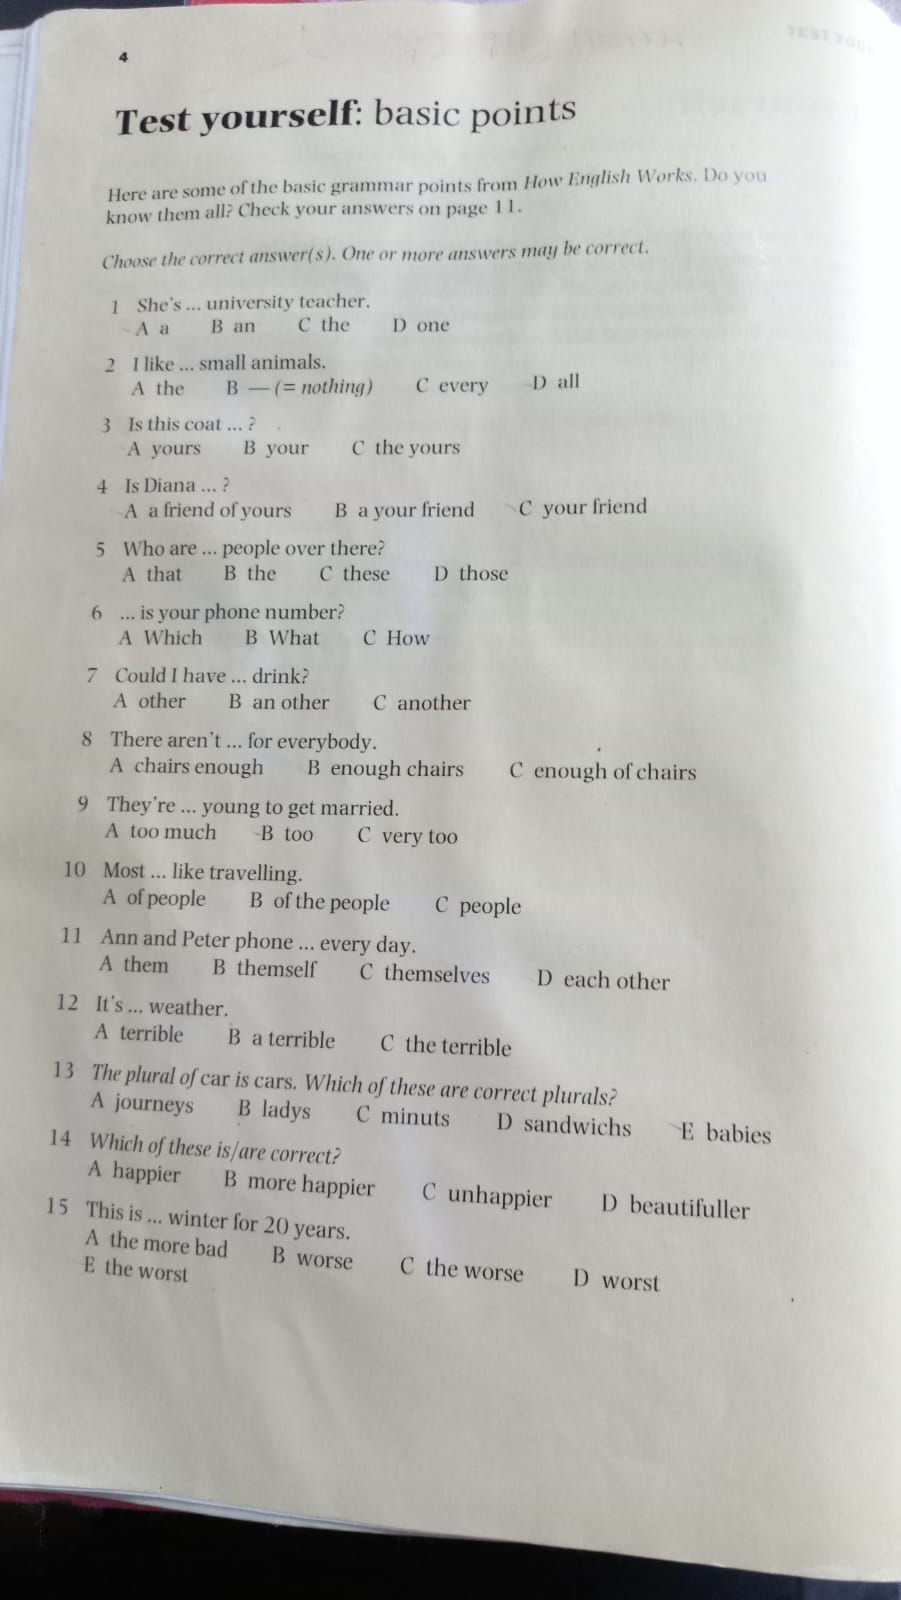 TEST YOUR
4
Test yourself: basic points
Here are some of the basic grammar points from How English Works. Do you
know them all? Check your answers on page 11.
Choose the correct answer(s). One or more answers may be correct.
1 She's ... university teacher.
A a B an C the D one
2 I like ... small animals.
A the B — (= nothing) C every D all
3 Is this coat ... ?
A yours B your C the yours
4 Is Diana ... ?
A a friend of yours B a your friend C your friend
5 Who are ... people over there?
A that B the C these D those
6 ... is your phone number?
A Which B What C How
7 Could I have ... drink?
A other B an other C another
8 There aren't ... for everybody.
A chairs enough B enough chairs C enough of chairs
9 They're ... young to get married.
A too much B too C very too
10 Most ... like travelling.
A of people B of the people C people
11 Ann and Peter phone ... every day.
A them B themself C themselves D each other
12 It's ... weather.
A terrible B a terrible C the terrible
13 The plural of car is cars. Which of these are correct plurals?
A journeys B ladys C minuts D sandwichs E babies
14 Which of these is/are correct?
A happier B more happier C unhappier D beautifuller
15 This is ... winter for 20 years.
A the more bad B worse C the worse D worst
E the worst